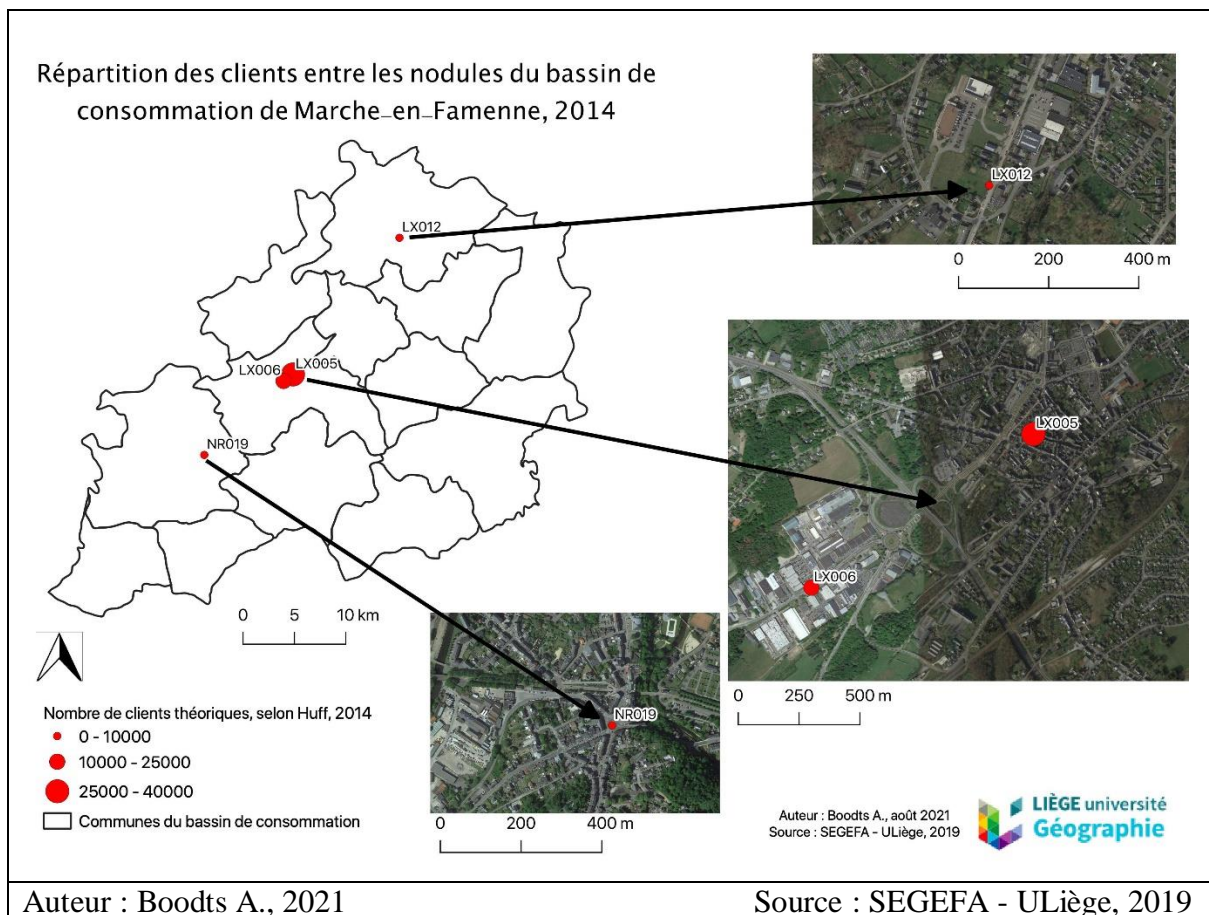 Répartition des clients entre les nodules du bassin de
consommation de Marche-en-Famenne, 2014
LX012
LX006
LX005
NR019
0 5 10 km
LX012
0 200 400 m
LX005
LX006
0 250 500 m
NR019
0 200 400 m
Nombre de clients théoriques, selon Huff, 2014
0 - 10000
10000 - 25000
25000 - 40000
Communes du bassin de consommation
Auteur : Boodts A., août 2021
Source : SEGEFA - ULiège, 2019
LIÈGE université
Géographie
Auteur : Boodts A., 2021 Source : SEGEFA - ULiège, 2019